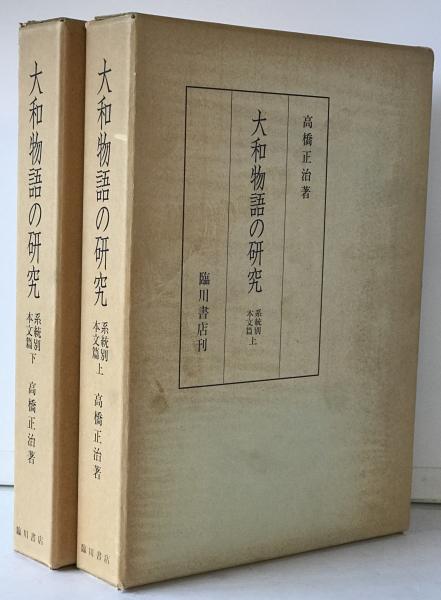 高橋正治著
大和物語の研究
系統別
本文篇
上
臨川書店刊
大和物語の研究
系統別
本文篇
上
高橋正治著
臨川書店
大和物語の研究
系統別
本文篇
下
高橋正治著
臨川書店